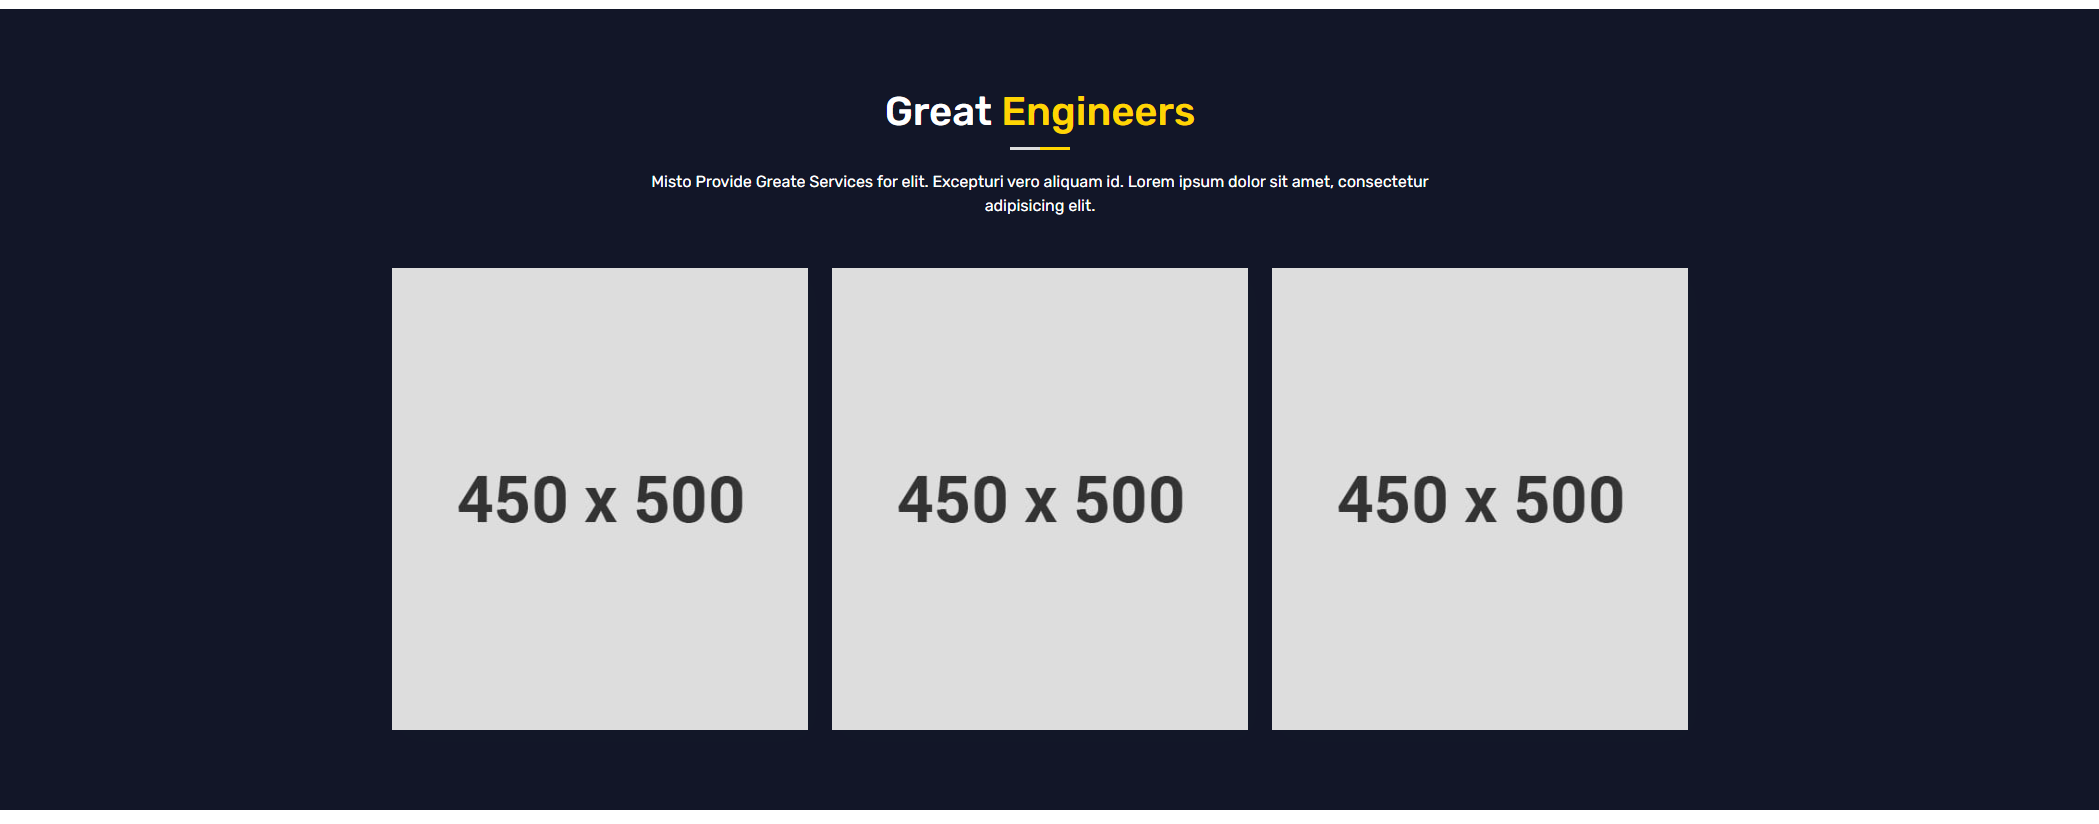 Great Engineers
Misto Provide Greate Services for elit. Excepturi vero aliquam id. Lorem ipsum dolor sit amet, consectetur
adipisicing elit.
450 x 500
450 x 500
450 x 500